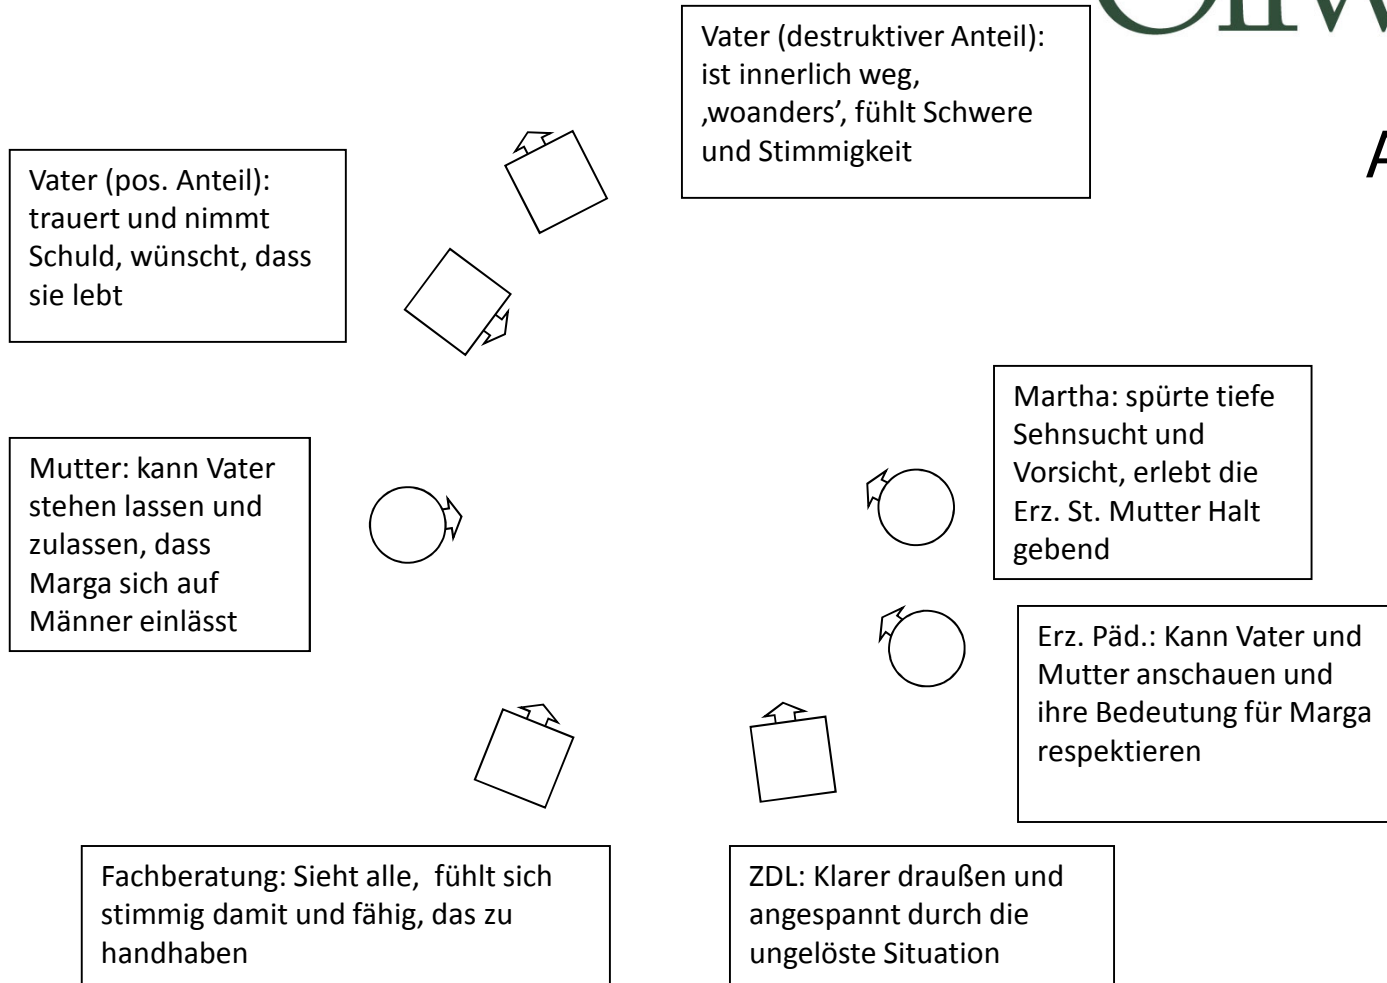 Vater (destruktiver Anteil):
ist innerlich weg,
‚woanders’, fühlt Schwere
und Stimmigkeit
A
Vater (pos. Anteil):
trauert und nimmt
Schuld, wünscht, dass
sie lebt
Martha: spürte tiefe
Sehnsucht und
Vorsicht, erlebt die
Erz. St. Mutter Halt
gebend
Mutter: kann Vater
stehen lassen und
zulassen, dass
Marga sich auf
Männer einlässt
Erz. Päd.: Kann Vater und
Mutter anschauen und
ihre Bedeutung für Marga
respektieren
Fachberatung: Sieht alle,  fühlt sich
stimmig damit und fähig, das zu
handhaben
ZDL: Klarer draußen und
angespannt durch die
ungelöste Situation